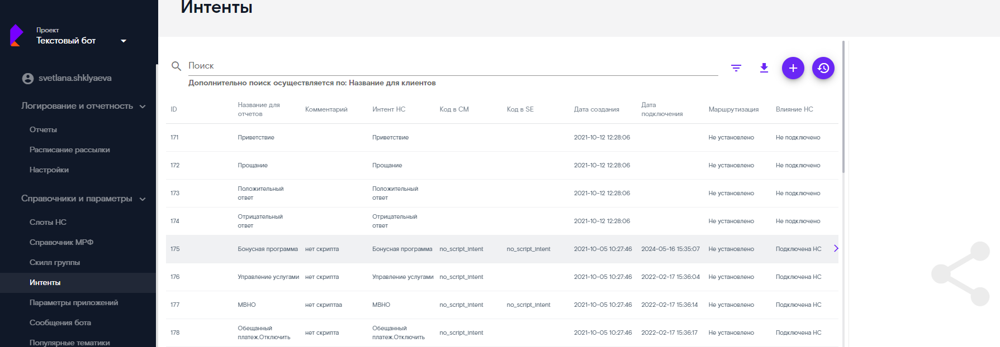 Интенты
Проект
Текстовый бот
svetlana.shklyaeva
Логирование и отчетность
Отчеты
Расписание рассылки
Настройки
Справочники и параметры
Слоты НС
Справочник МРФ
Скилл группы
Интенты
Параметры приложений
Сообщения бота
Популярные тематики
Поиск
Дополнительно поиск осуществляется по: Название для клиентов
ID Название для отчетов Комментарий Интент НС Код в СМ Код в SE Дата создания Дата подключения Маршрутизация Влияние НС
171 Приветствие Приветствие 2021-10-12 12:28:06 Не установлено Не подключено
172 Прощание Прощание 2021-10-12 12:28:06 Не установлено Не подключено
173 Положительный ответ Положительный ответ 2021-10-12 12:28:06 Не установлено Не подключено
174 Отрицательный ответ Отрицательный ответ 2021-10-12 12:28:06 Не установлено Не подключено
175 Бонусная программа нет скрипта Бонусная программа no_script_intent no_script_intent 2021-10-05 10:27:46 2024-05-16 15:35:07 Не установлено Подключена НС
176 Управление услугами нет скрипта Управление услугами no_script_intent 2021-10-05 10:27:46 2022-02-17 15:36:04 Не установлено Подключена НС
177 МВНО нет скриптаа МВНО no_script_intent no_script_intent 2021-10-05 10:27:46 2022-02-17 15:36:14 Не установлено Подключена НС
178 Обещанный платеж.Отключить нет скрипта Обещанный платеж.Отключить no_script_intent 2021-10-05 10:27:46 2022-02-17 15:36:17 Не установлено Подключена НС